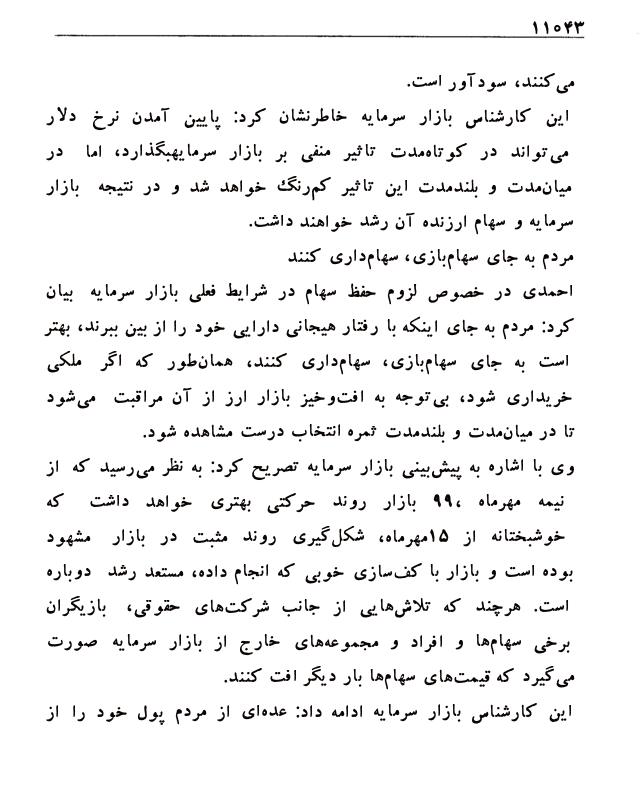 ۱۱۰۴۳
می‌کنند، سودآور است.
این کارشناس بازار سرمایه خاطرنشان کرد: پایین آمدن نرخ دلار
می‌تواند در کوتاه‌مدت تاثیر منفی بر بازار سرمایهبگذارد، اما در
میان‌مدت و بلندمدت این تاثیر کم‌رنگ خواهد شد و در نتیجه بازار
سرمایه و سهام ارزنده آن رشد خواهند داشت.
مردم به جای سهام‌بازی، سهام‌داری کنند
احمدی در خصوص لزوم حفظ سهام در شرایط فعلی بازار سرمایه بیان
کرد: مردم به جای اینکه با رفتار هیجانی دارایی خود را از بین ببرند، بهتر
است به جای سهام‌بازی، سهام‌داری کنند، همان‌طور که اگر ملکی
خریداری شود، بی‌توجه به افت‌وخیز بازار ارز از آن مراقبت می‌شود
تا در میان‌مدت و بلندمدت ثمره انتخاب درست مشاهده شود.
وی با اشاره به پیش‌بینی بازار سرمایه تصریح کرد: به نظر می‌رسید که از
نیمه مهرماه ۹۹، بازار روند حرکتی بهتری خواهد داشت که
خوشبختانه از ۱۵مهرماه، شکل‌گیری روند مثبت در بازار مشهود
بوده است و بازار با کف‌سازی خوبی که انجام داده، مستعد رشد دوباره
است. هرچند که تلاش‌هایی از جانب شرکت‌های حقوقی، بازیگران
برخی سهام‌ها و افراد و مجموعه‌های خارج از بازار سرمایه صورت
می‌گیرد که قیمت‌های سهام‌ها بار دیگر افت کنند.
این کارشناس بازار سرمایه ادامه داد: عده‌ای از مردم پول خود را از